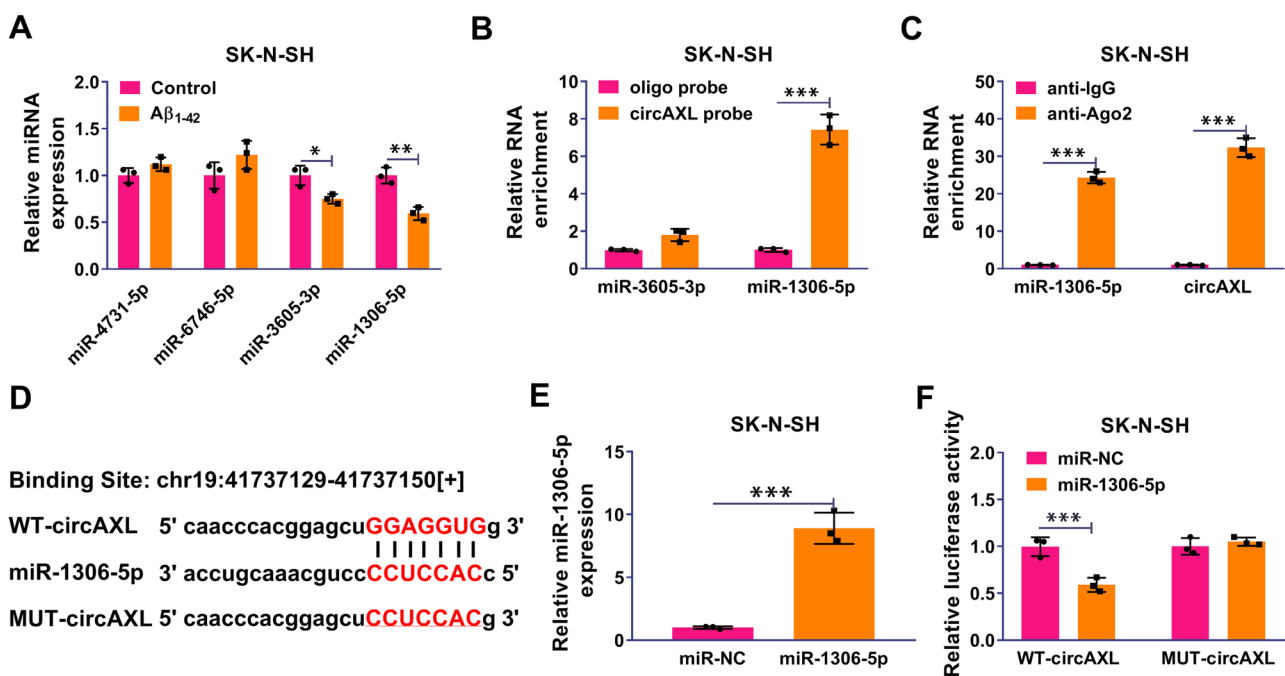 A
SK-N-SH
Relative miRNA
expression
Control
Aβ1-42
2.0
1.5
1.0
0.5
0.0
*
**
miR-4731-5p
miR-6746-5p
miR-3605-3p
miR-1306-5p
B
SK-N-SH
Relative RNA
enrichment
oligo probe
circAXL probe
10
8
6
4
2
0
***
miR-3605-3p
miR-1306-5p
C
SK-N-SH
Relative RNA
enrichment
anti-IgG
anti-Ago2
50
40
30
20
10
0
***
***
miR-1306-5p
circAXL
D
Binding Site: chr19:41737129-41737150[+]
WT-circAXL 5' caacccacggagcuGGAGGUGg 3'
miR-1306-5p 3' accugcaaacguccCCUCCACc 5'
MUT-circAXL 5' caacccacggagcuCCUCCACg 3'
E
SK-N-SH
Relative miR-1306-5p
expression
15
10
5
0
***
miR-NC
miR-1306-5p
F
SK-N-SH
Relative luciferase activity
miR-NC
miR-1306-5p
2.0
1.5
1.0
0.5
0.0
***
WT-circAXL
MUT-circAXL